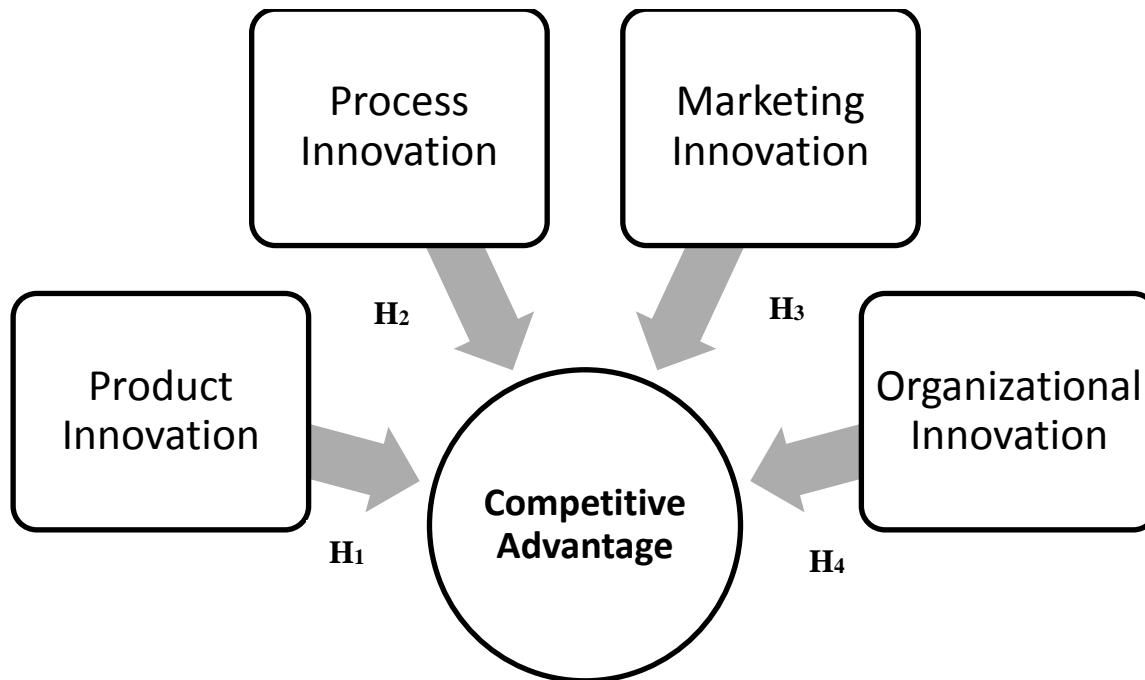 Process
Innovation
Marketing
Innovation
H2
H3
Product
Innovation
Organizational
Innovation
Competitive
Advantage
H1
H4